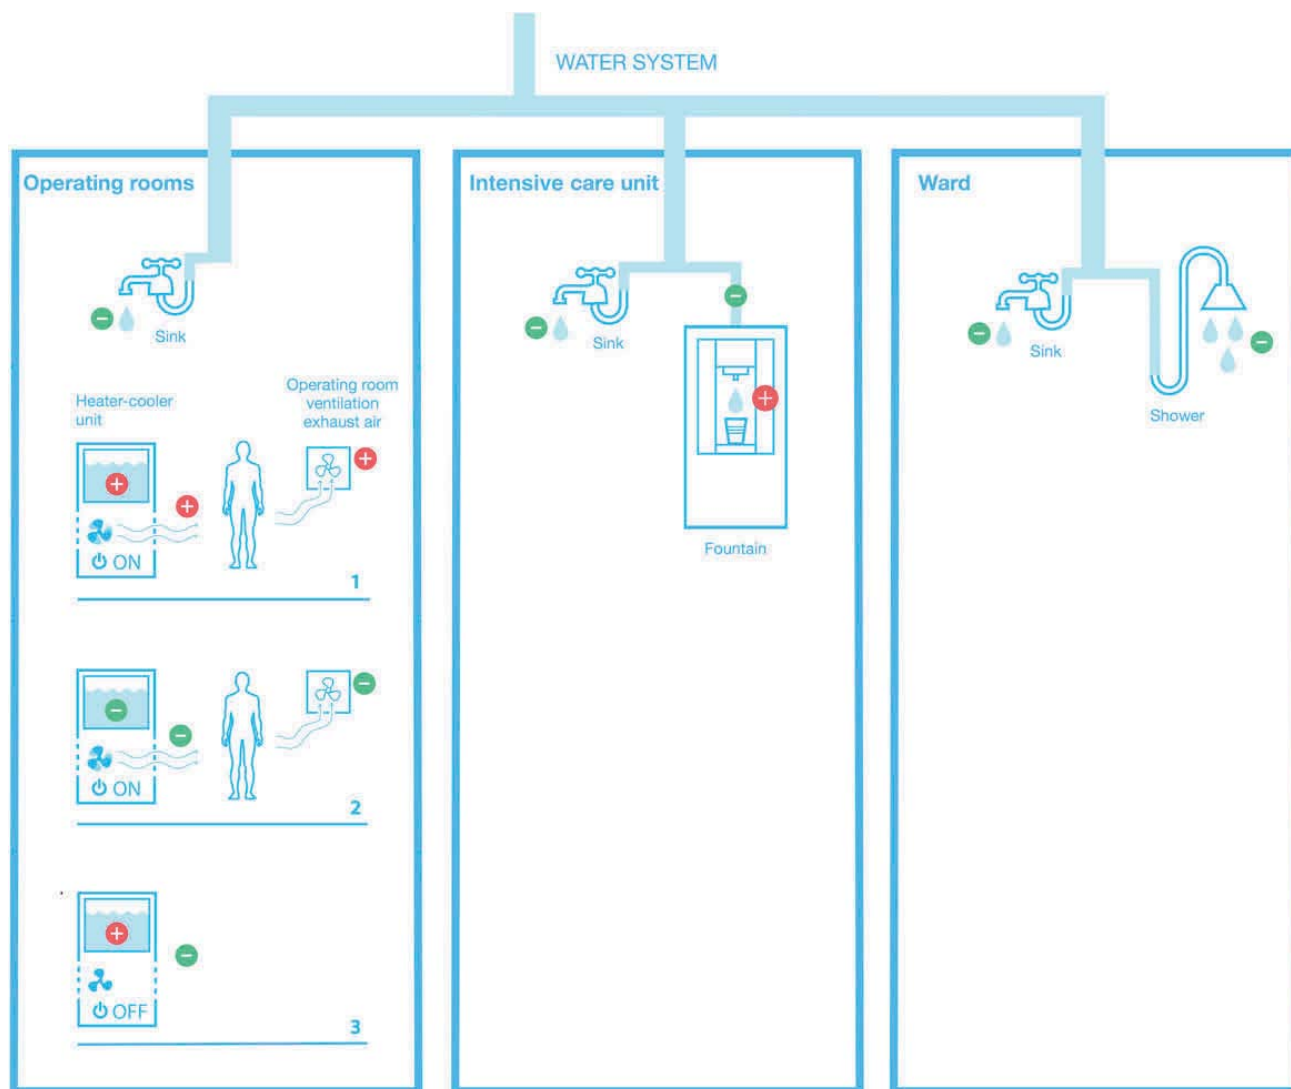 WATER SYSTEM
Operating rooms
Sink
Heater-cooler
unit
Operating room
ventilation
exhaust air
ON
1
ON
2
OFF
3
Intensive care unit
Sink
Fountain
Ward
Sink
Shower